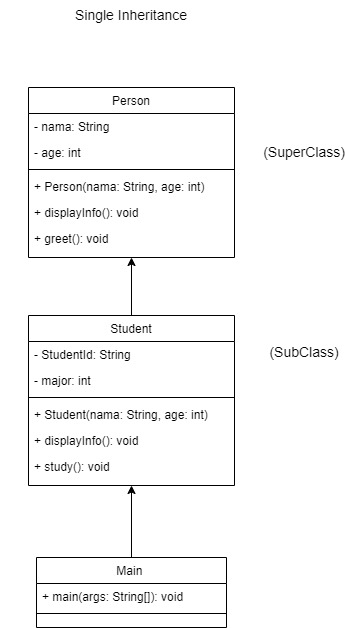 Single Inheritance
Person
- nama: String
- age: int
(SuperClass)
+ Person(nama: String, age: int)
+ displayInfo(): void
+ greet(): void
Student
- StudentId: String
(SubClass)
- major: int
+ Student(nama: String, age: int)
+ displayInfo(): void
+ study(): void
Main
+ main(args: String[]): void